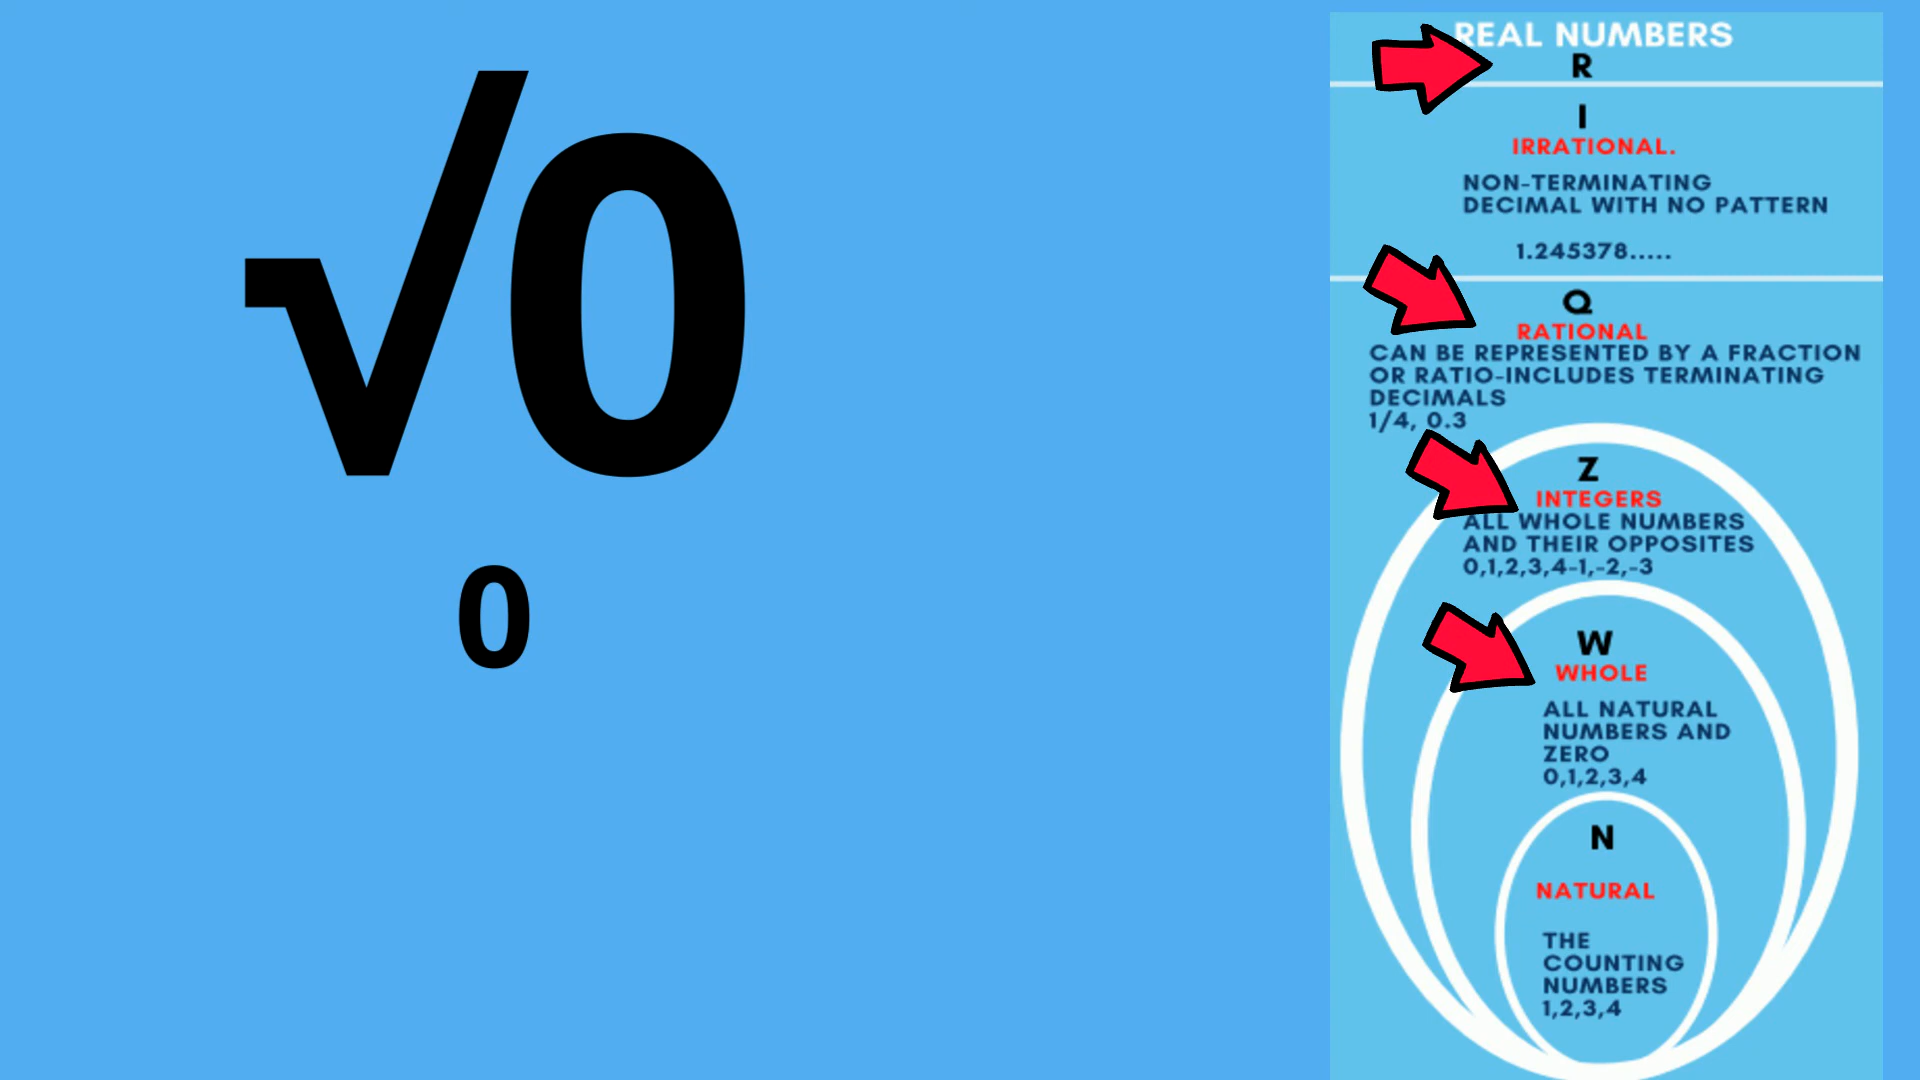 √0
0
REAL NUMBERS
R
I
IRRATIONAL.
NON-TERMINATING
DECIMAL WITH NO PATTERN
1.245378.....
Q
RATIONAL
CAN BE REPRESENTED BY A FRACTION
OR RATIO-INCLUDES TERMINATING
DECIMALS
1/4, 0.3
Z
INTEGERS
ALL WHOLE NUMBERS
AND THEIR OPPOSITES
0,1,2,3,4-1,-2,-3
W
WHOLE
ALL NATURAL
NUMBERS AND
ZERO
0,1,2,3,4
N
NATURAL
THE
COUNTING
NUMBERS
1,2,3,4